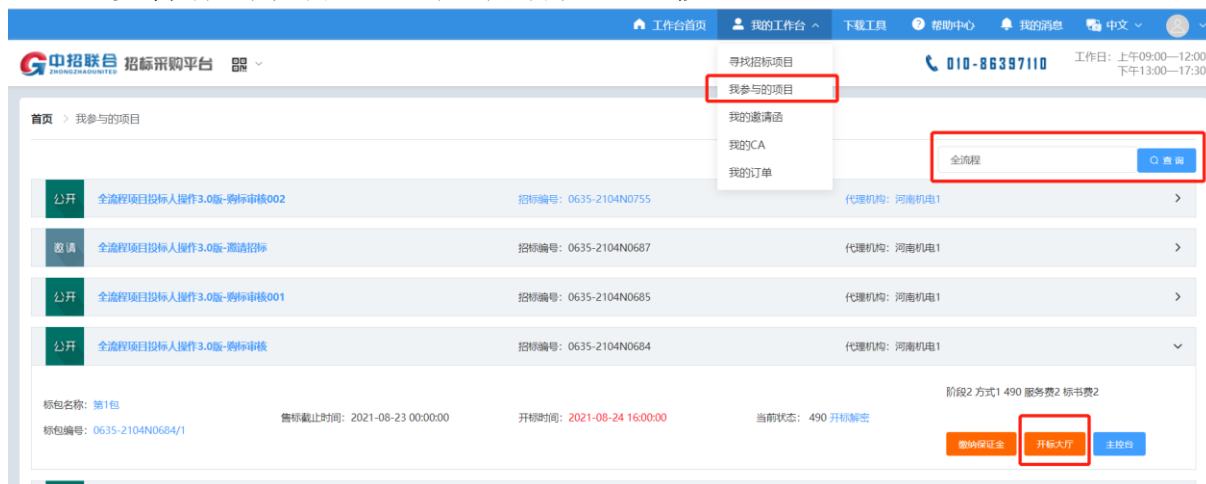 工作台首页 我的工作台 下载工具 帮助中心 我的消息 中文
中招联合 招标采购平台
ZHONGZHAOUNITED
010-86397110
工作日：上午09:00—12:00
下午13:00—17:30
寻找招标项目
我参与的项目
我的邀请函
我的CA
我的订单
首页 > 我参与的项目
全流程 查询
公开 全流程项目投标人操作3.0版-购标审核002 招标编号：0635-2104N0755 代理机构：河南机电1
邀请 全流程项目投标人操作3.0版-邀请招标 招标编号：0635-2104N0687 代理机构：河南机电1
公开 全流程项目投标人操作3.0版-购标审核001 招标编号：0635-2104N0685 代理机构：河南机电1
公开 全流程项目投标人操作3.0版-购标审核 招标编号：0635-2104N0684 代理机构：河南机电1
阶段2 方式1 490 服务费2 标书费2
标包名称：第1包
标包编号：0635-2104N0684/1
售标截止时间：2021-08-23 00:00:00 开标时间：2021-08-24 16:00:00 当前状态：490 开标解密
缴纳保证金 开标大厅 主控台